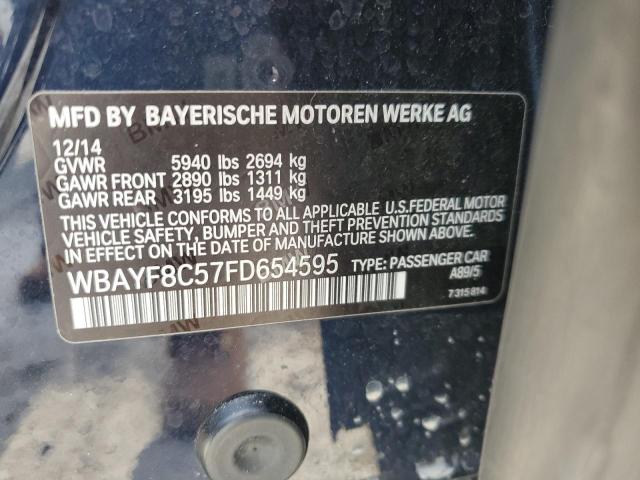 MFD BY BAYERISCHE MOTOREN WERKE AG
12/14
GVWR 5940 lbs 2694 kg
GAWR FRONT 2890 lbs 1311 kg
GAWR REAR 3195 lbs 1449 kg
THIS VEHICLE CONFORMS TO ALL APPLICABLE U.S.FEDERAL MOTOR
VEHICLE SAFETY, BUMPER AND THEFT PREVENTION STANDARDS
IN EFFECT ON THE DATE OF MANUFACTURE SHOWN ABOVE.
WBAYF8C57FD654595 TYPE: PASSENGER CAR
A89/5
7 315 814